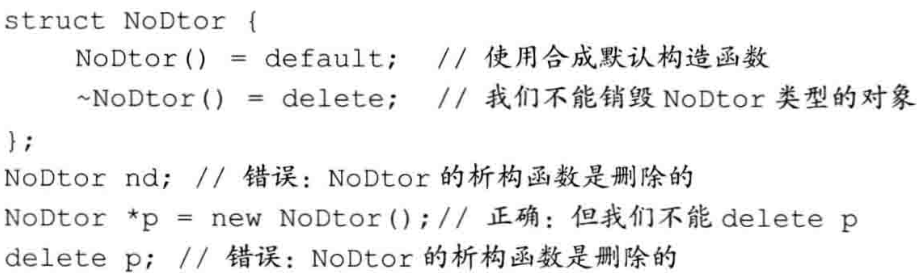 struct NoDtor {
    NoDtor() = default;  // 使用合成默认构造函数
    ~NoDtor() = delete;  // 我们不能销毁 NoDtor 类型的对象
};
NoDtor nd; // 错误：NoDtor 的析构函数是删除的
NoDtor *p = new NoDtor();// 正确：但我们不能 delete p
delete p; // 错误：NoDtor 的析构函数是删除的